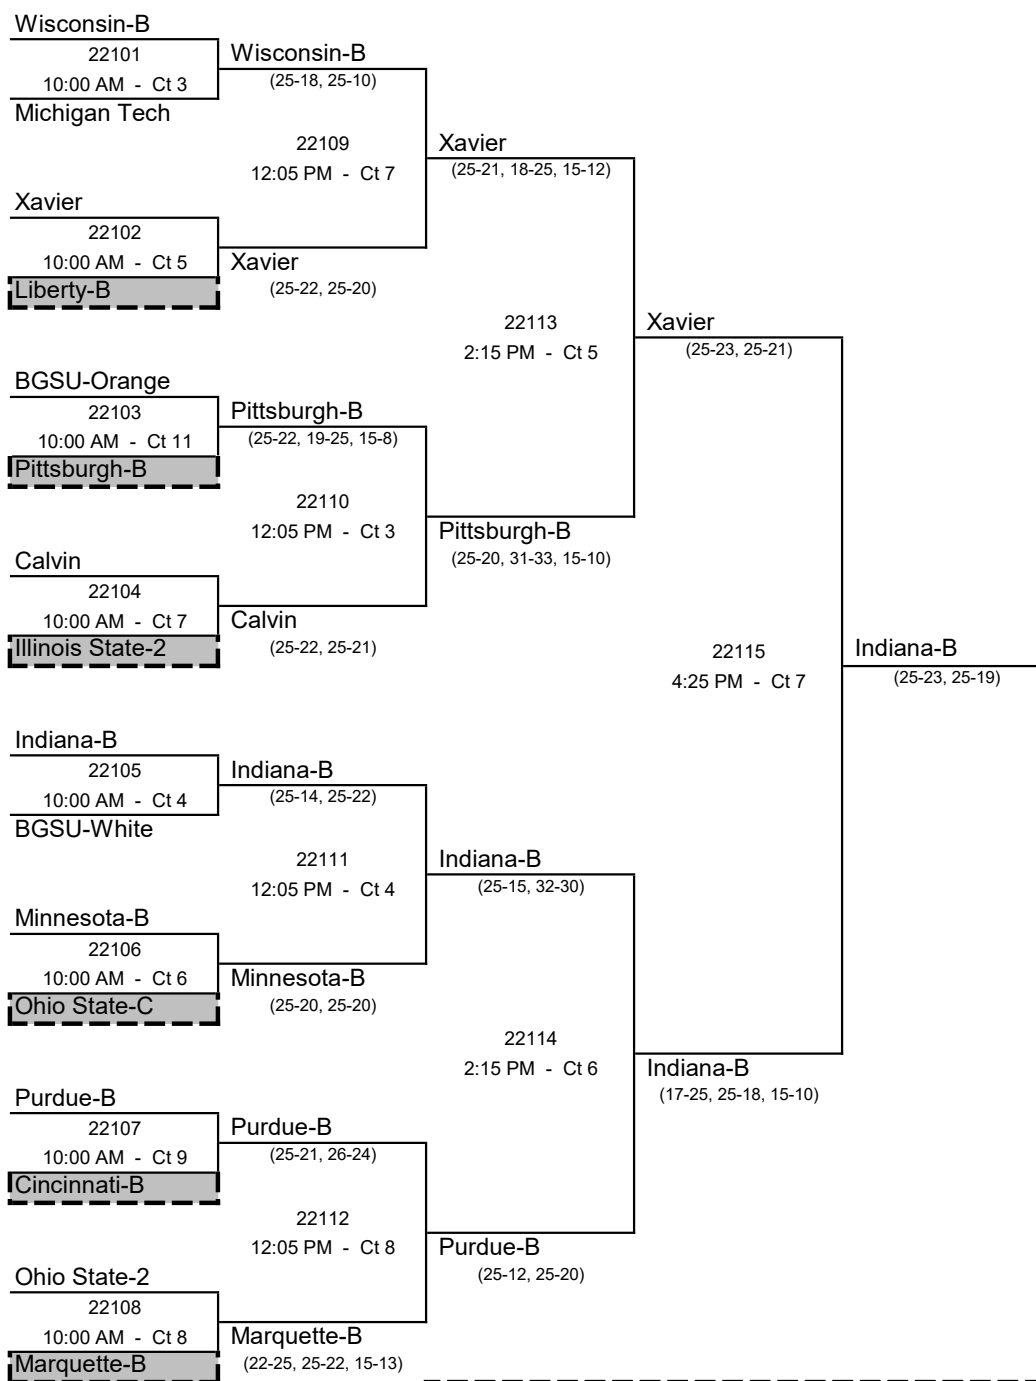 Wisconsin-B
22101
10:00 AM - Ct 3
Michigan Tech
Wisconsin-B
(25-18, 25-10)
22109
12:05 PM - Ct 7
Xavier
22102
10:00 AM - Ct 5
Liberty-B
Xavier
(25-22, 25-20)
Xavier
(25-21, 18-25, 15-12)
22113
2:15 PM - Ct 5
BGSU-Orange
22103
10:00 AM - Ct 11
Pittsburgh-B
Pittsburgh-B
(25-22, 19-25, 15-8)
22110
12:05 PM - Ct 3
Calvin
22104
10:00 AM - Ct 7
Illinois State-2
Calvin
(25-22, 25-21)
Pittsburgh-B
(25-20, 31-33, 15-10)
Xavier
(25-23, 25-21)
22115
4:25 PM - Ct 7
Indiana-B
(25-23, 25-19)
Indiana-B
22105
10:00 AM - Ct 4
BGSU-White
Indiana-B
(25-14, 25-22)
22111
12:05 PM - Ct 4
Minnesota-B
22106
10:00 AM - Ct 6
Ohio State-C
Minnesota-B
(25-20, 25-20)
Indiana-B
(25-15, 32-30)
22114
2:15 PM - Ct 6
Indiana-B
(17-25, 25-18, 15-10)
Purdue-B
22107
10:00 AM - Ct 9
Cincinnati-B
Purdue-B
(25-21, 26-24)
22112
12:05 PM - Ct 8
Purdue-B
(25-12, 25-20)
Ohio State-2
22108
10:00 AM - Ct 8
Marquette-B
Marquette-B
(22-25, 25-22, 15-13)